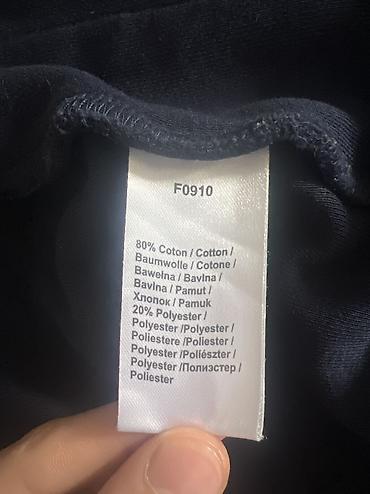 F0910
80% Coton / Cotton /
Baumwolle / Cotone /
Bawełna / Bavlna /
Bavlna / Pamut /
Хлопок / Pamuk
20% Polyester /
Polyester /Polyester /
Poliestere / Poliester /
Polyester /Poliészter /
Polyester /Полиэстер /
Poliester